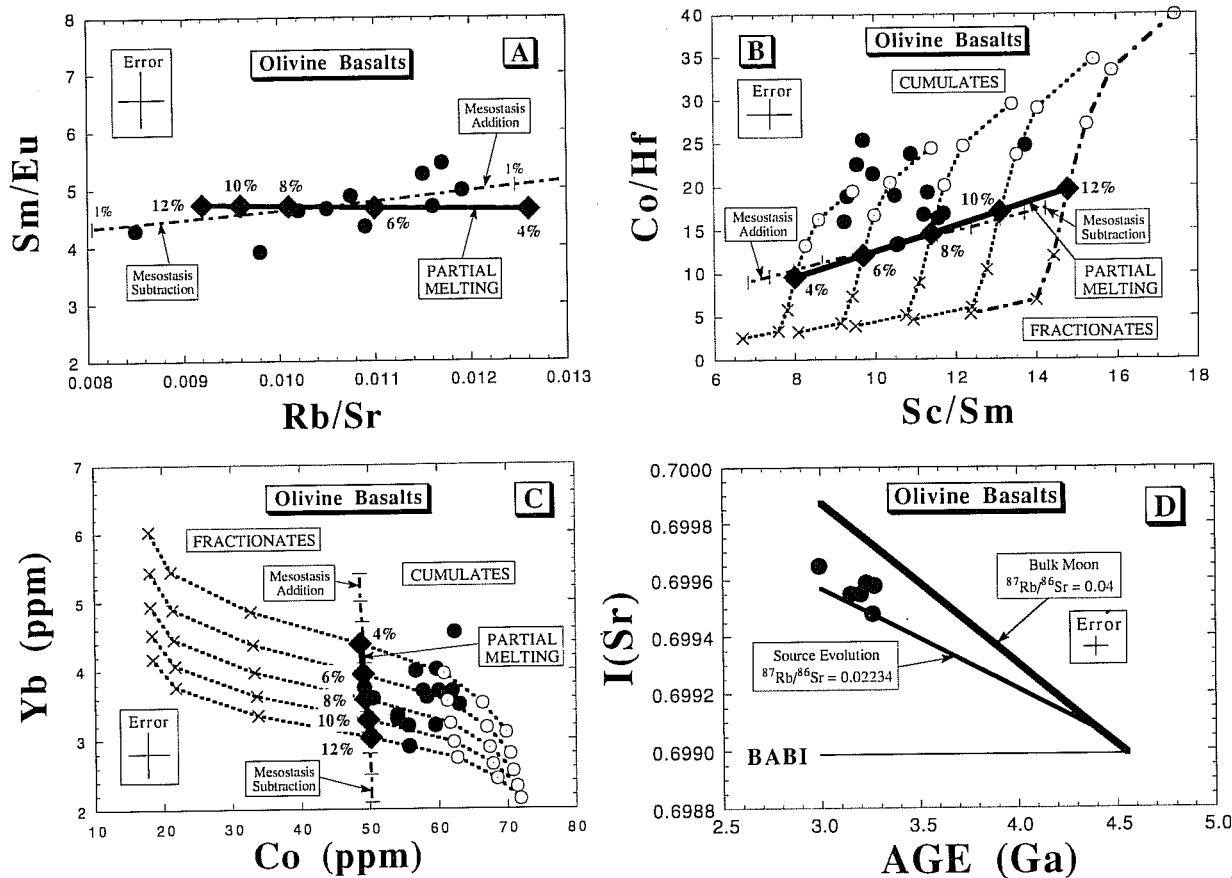 8
7
6
5
4
3
2
Sm/Eu
Error
Olivine Basalts
A
Mesostasis
Addition
10%
8%
1%
12%
1%
6%
4%
Mesostasis
Subtraction
PARTIAL
MELTING
0.008
0.009
0.010
0.011
0.012
0.013
Rb/Sr
40
35
30
25
20
15
10
5
0
Co/Hf
B
Olivine Basalts
Error
CUMULATES
Mesostasis
Addition
12%
10%
8%
6%
4%
Mesostasis
Subtraction
PARTIAL
MELTING
FRACTIONATES
6
8
10
12
14
16
18
Sc/Sm
7
6
5
4
3
2
Yb (ppm)
Olivine Basalts
C
FRACTIONATES
Mesostasis
Addition
CUMULATES
4%
PARTIAL
MELTING
6%
8%
10%
12%
Error
Mesostasis
Subtraction
10
20
30
40
50
60
70
80
Co (ppm)
0.7000
0.6998
0.6996
0.6994
0.6992
0.6990
0.6988
I(Sr)
Olivine Basalts
D
Bulk Moon
87Rb/86Sr = 0.04
Error
Source Evolution
87Rb/86Sr = 0.02234
BABI
2.5
3.0
3.5
4.0
4.5
5.0
AGE (Ga)